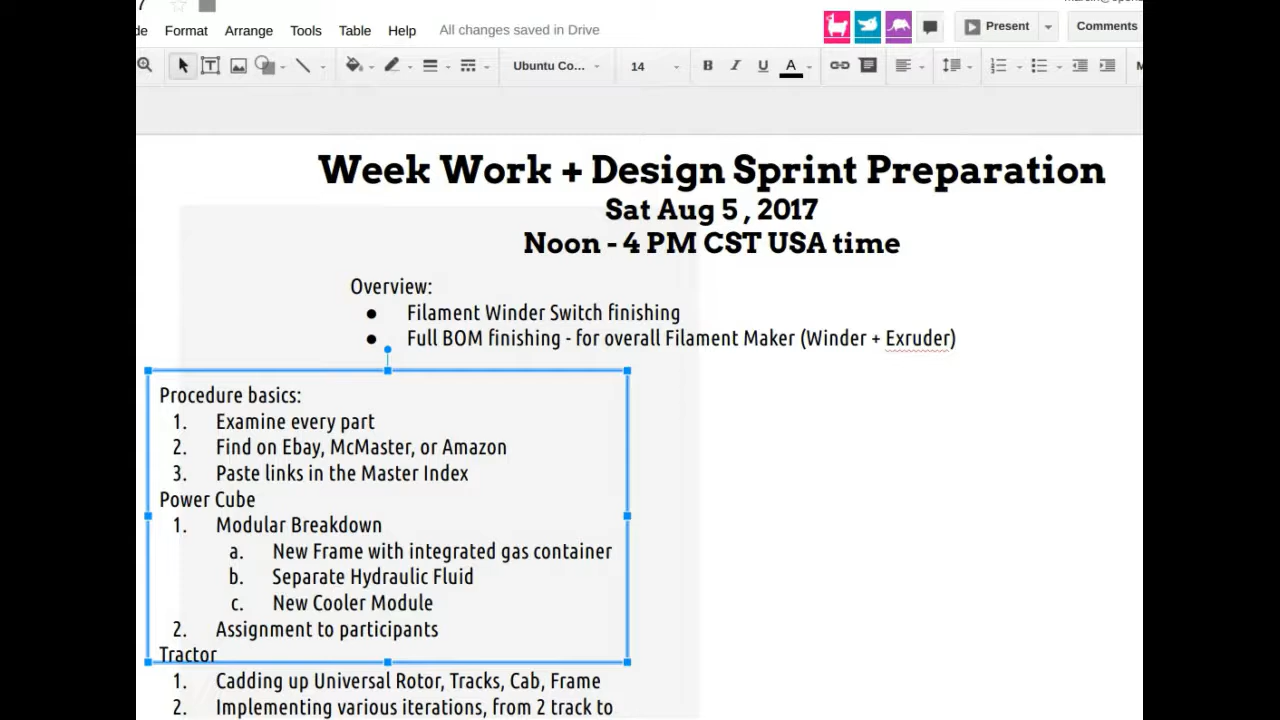 de Format Arrange Tools Table Help All changes saved in Drive Present Comments
Ubuntu Co... 14 B I U A
Week Work + Design Sprint Preparation
Sat Aug 5 , 2017
Noon - 4 PM CST USA time
Overview:
● Filament Winder Switch finishing
● Full BOM finishing - for overall Filament Maker (Winder + Exruder)
Procedure basics:
1. Examine every part
2. Find on Ebay, McMaster, or Amazon
3. Paste links in the Master Index
Power Cube
1. Modular Breakdown
a. New Frame with integrated gas container
b. Separate Hydraulic Fluid
c. New Cooler Module
2. Assignment to participants
Tractor
1. Cadding up Universal Rotor, Tracks, Cab, Frame
2. Implementing various iterations, from 2 track to